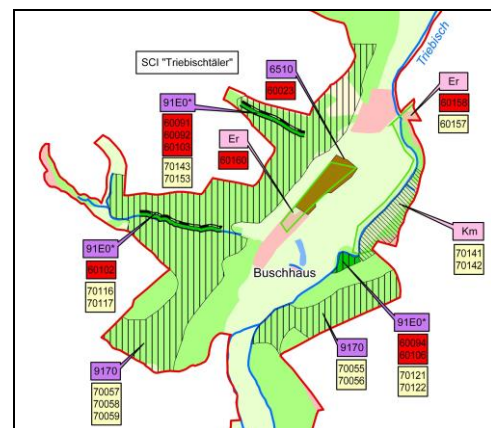 SCI "Triebischtäler"
6510
60023
Triebisch
Er
60158
60157
91E0*
60091
60092
60103
70143
70153
Er
60160
Km
70141
70142
91E0*
60102
70116
70117
Buschhaus
91E0*
60094
60106
70121
70122
9170
70055
70056
9170
70057
70058
70059